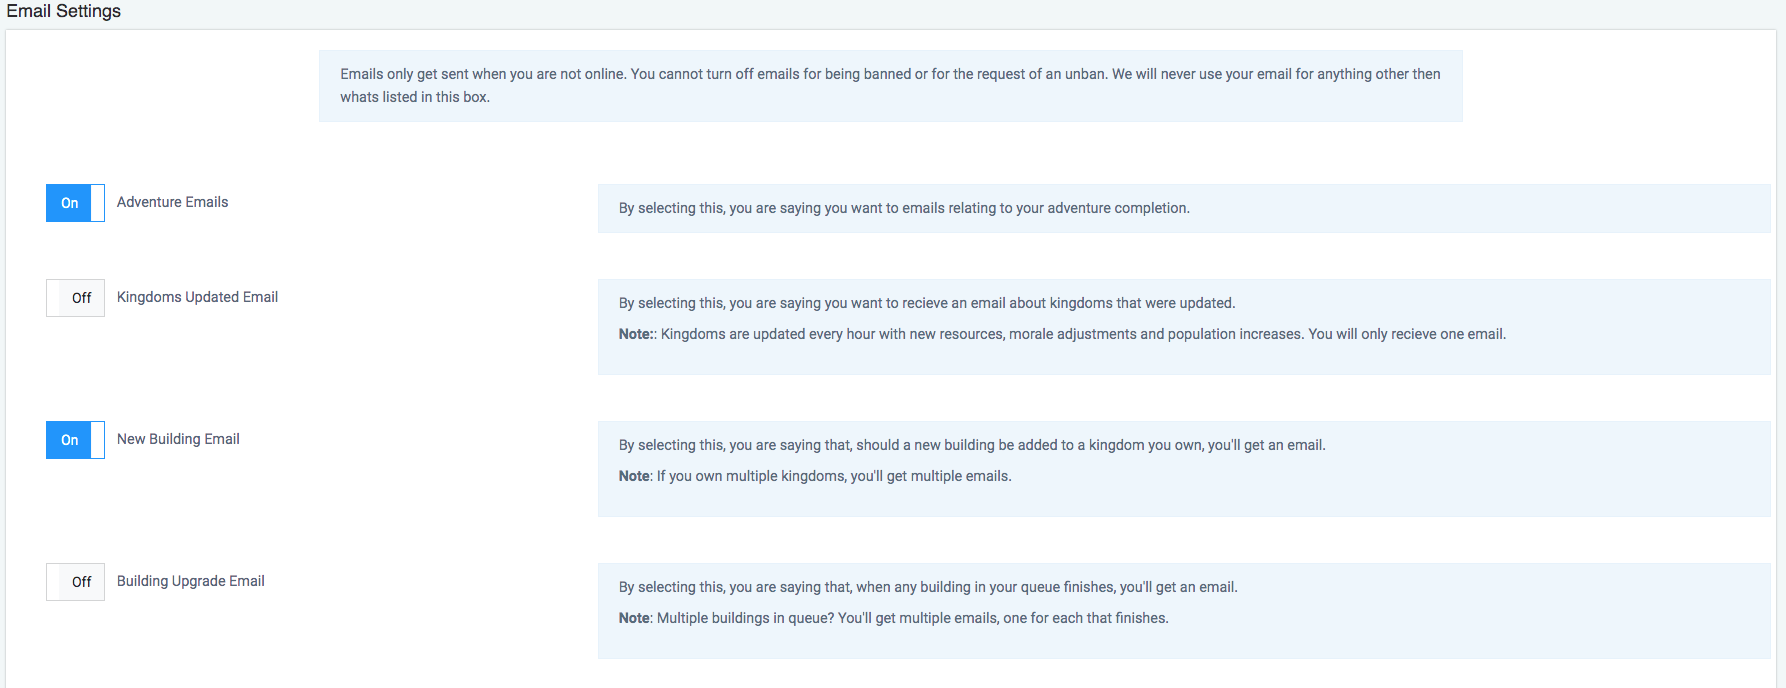 Email Settings
Emails only get sent when you are not online. You cannot turn off emails for being banned or for the request of an unban. We will never use your email for anything other then
whats listed in this box.
On Adventure Emails
By selecting this, you are saying you want to emails relating to your adventure completion.
Off Kingdoms Updated Email
By selecting this, you are saying you want to recieve an email about kingdoms that were updated.
Note:: Kingdoms are updated every hour with new resources, morale adjustments and population increases. You will only recieve one email.
On New Building Email
By selecting this, you are saying that, should a new building be added to a kingdom you own, you'll get an email.
Note: If you own multiple kingdoms, you'll get multiple emails.
Off Building Upgrade Email
By selecting this, you are saying that, when any building in your queue finishes, you'll get an email.
Note: Multiple buildings in queue? You'll get multiple emails, one for each that finishes.